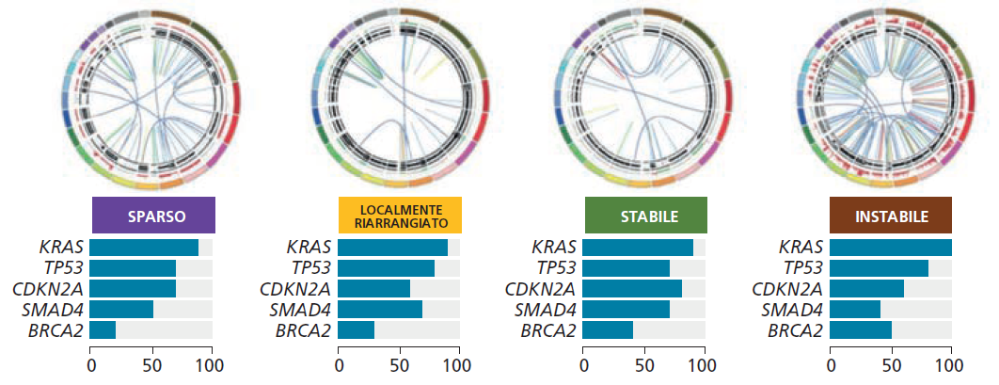 SPARSO
KRAS
TP53
CDKN2A
SMAD4
BRCA2
0 50 100
LOCALMENTE
RIARRANGIATO
KRAS
TP53
CDKN2A
SMAD4
BRCA2
0 50 100
STABILE
KRAS
TP53
CDKN2A
SMAD4
BRCA2
0 50 100
INSTABILE
KRAS
TP53
CDKN2A
SMAD4
BRCA2
0 50 100